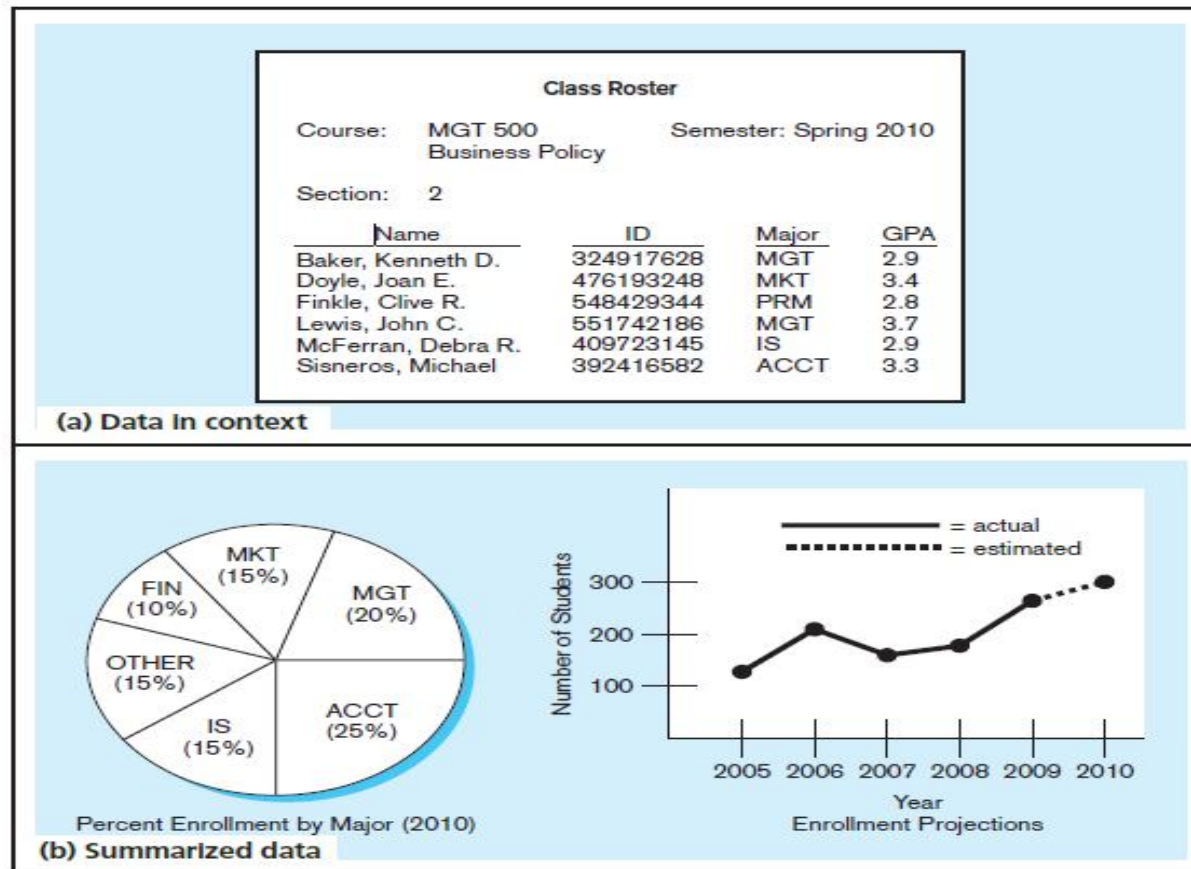 Class Roster
Course: MGT 500 Semester: Spring 2010
Business Policy
Section: 2
Name ID Major GPA
Baker, Kenneth D. 324917628 MGT 2.9
Doyle, Joan E. 476193248 MKT 3.4
Finkle, Clive R. 548429344 PRM 2.8
Lewis, John C. 551742186 MGT 3.7
McFerran, Debra R. 409723145 IS 2.9
Sisneros, Michael 392416582 ACCT 3.3
(a) Data in context
MKT
(15%)
MGT
(20%)
FIN
(10%)
OTHER
(15%)
IS
(15%)
ACCT
(25%)
Percent Enrollment by Major (2010)
= actual
= estimated
Number of Students
300
200
100
2005 2006 2007 2008 2009 2010
Year
Enrollment Projections
(b) Summarized data